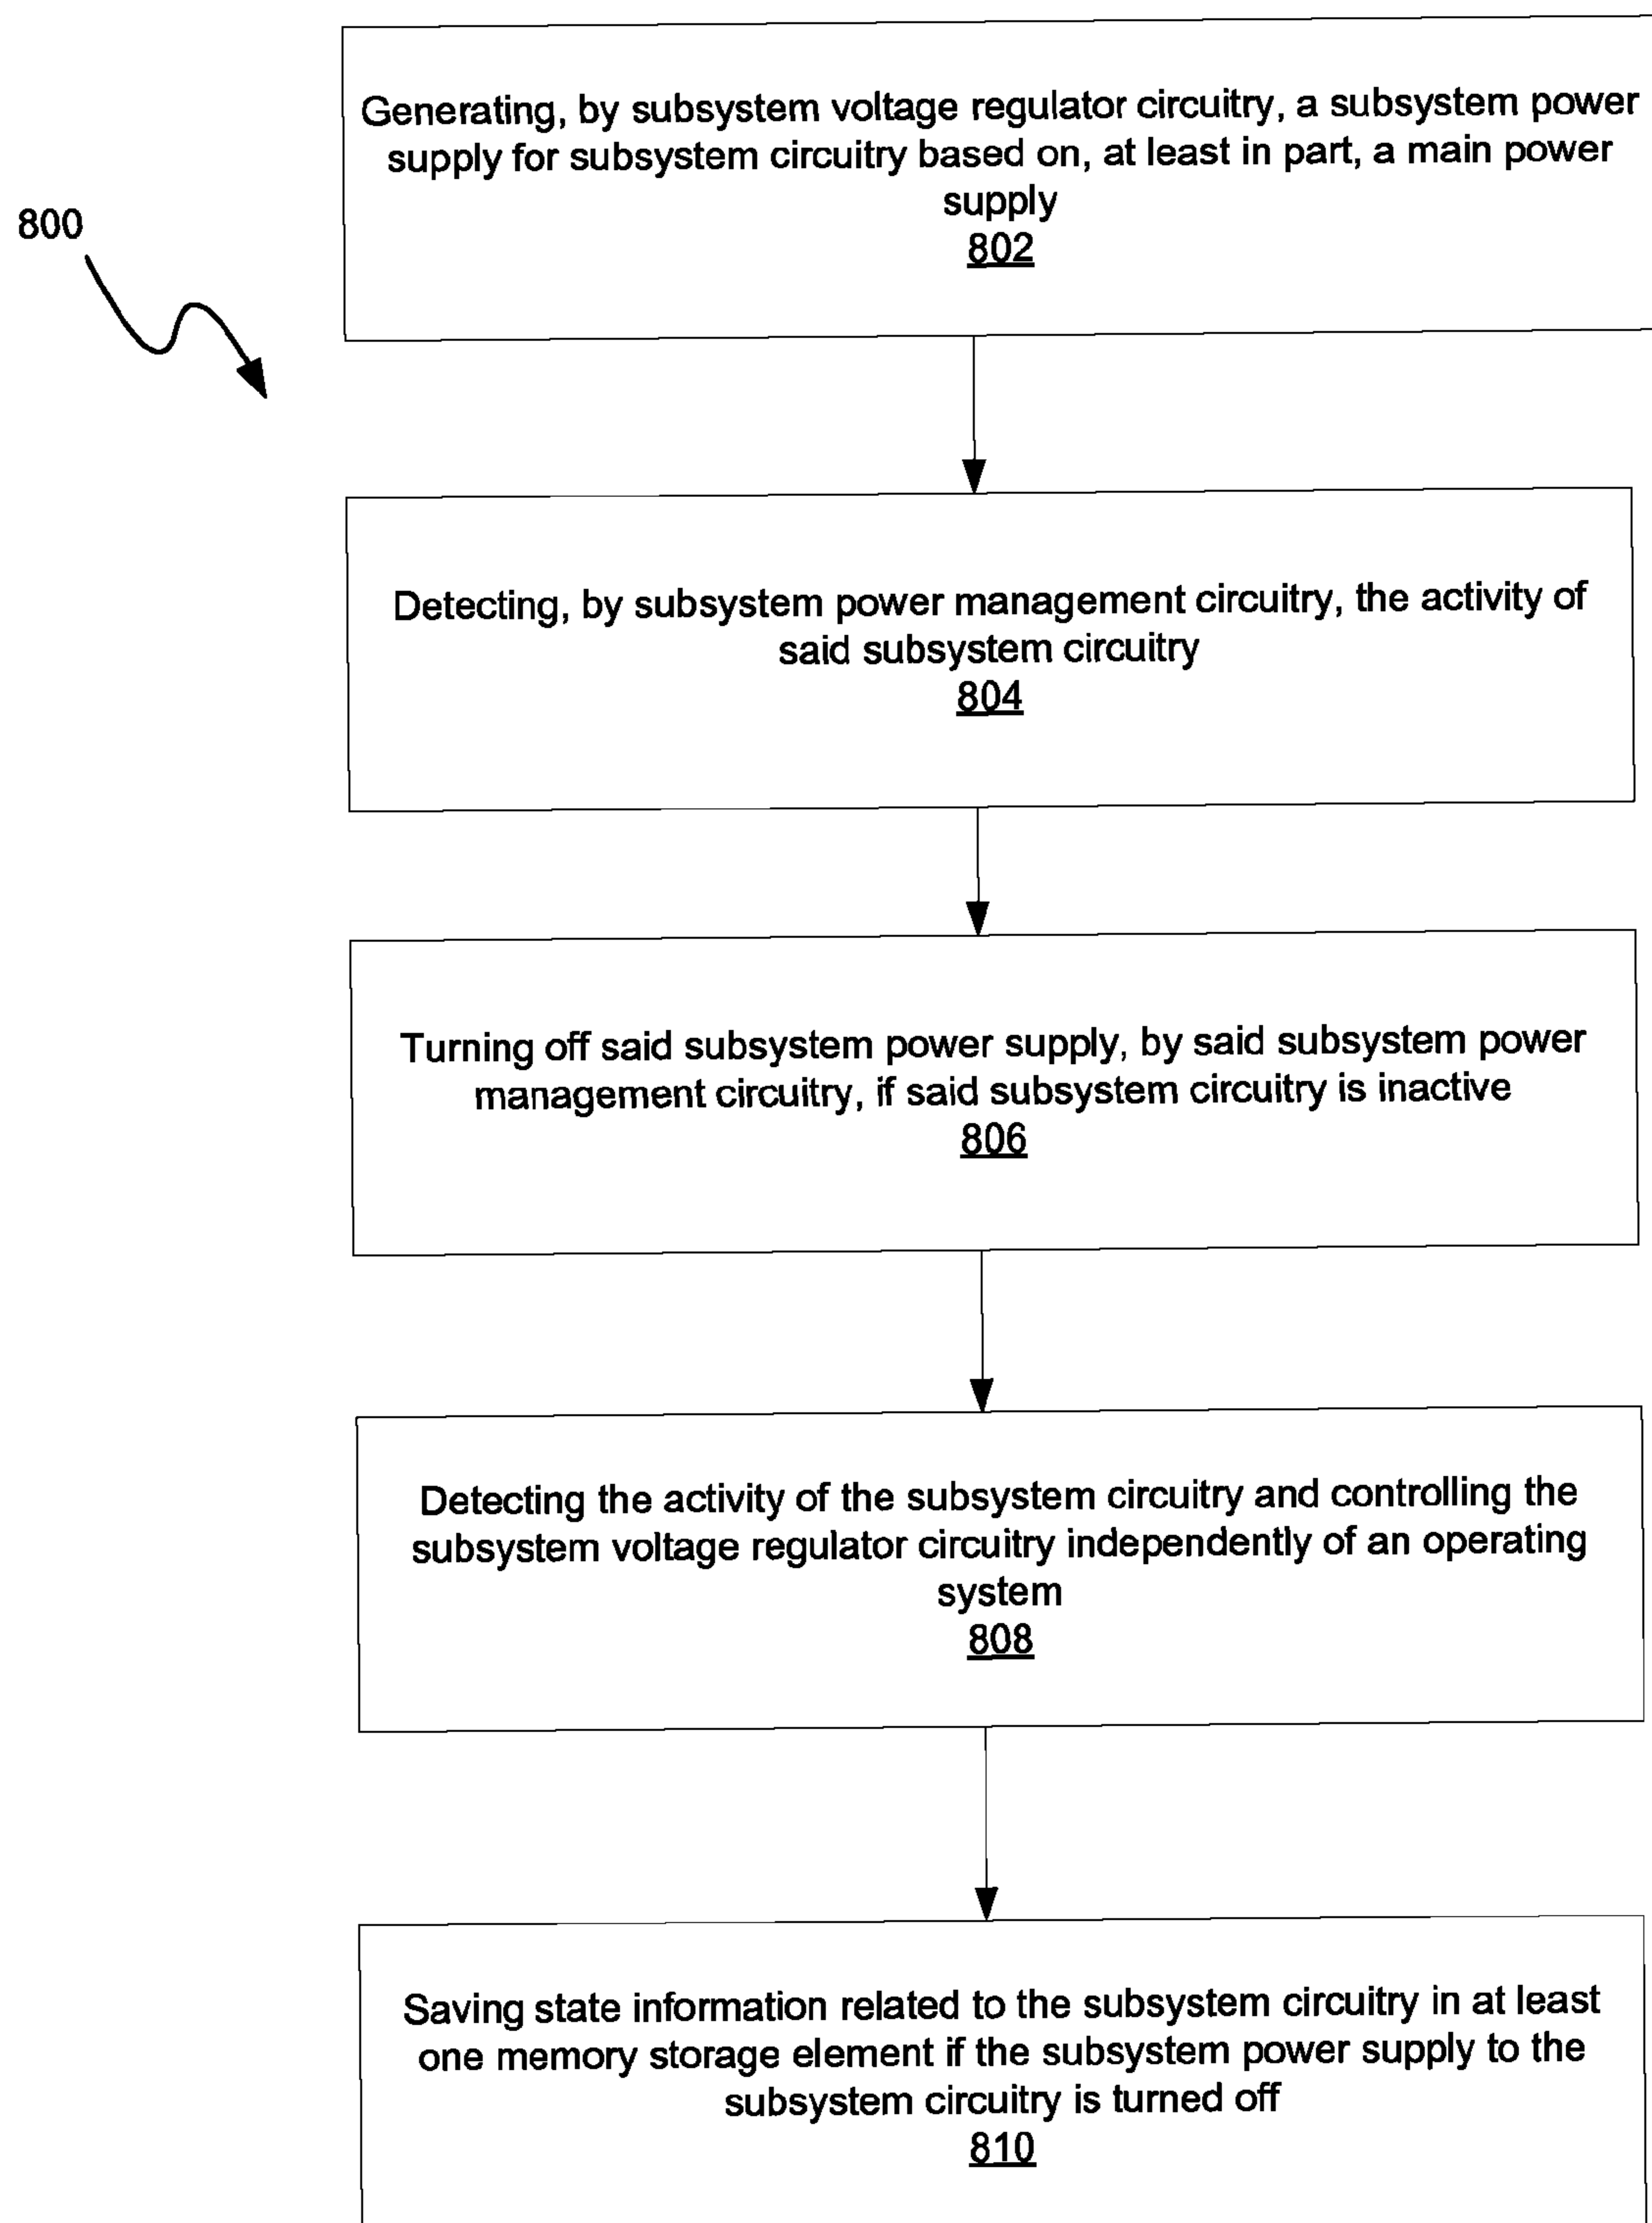 Generating, by subsystem voltage regulator circuitry, a subsystem power
supply for subsystem circuitry based on, at least in part, a main power
supply
802
800
Detecting, by subsystem power management circuitry, the activity of
said subsystem circuitry
804
Turning off said subsystem power supply, by said subsystem power
management circuitry, if said subsystem circuitry is inactive
806
Detecting the activity of the subsystem circuitry and controlling the
subsystem voltage regulator circuitry independently of an operating
system
808
Saving state information related to the subsystem circuitry in at least
one memory storage element if the subsystem power supply to the
subsystem circuitry is turned off
810